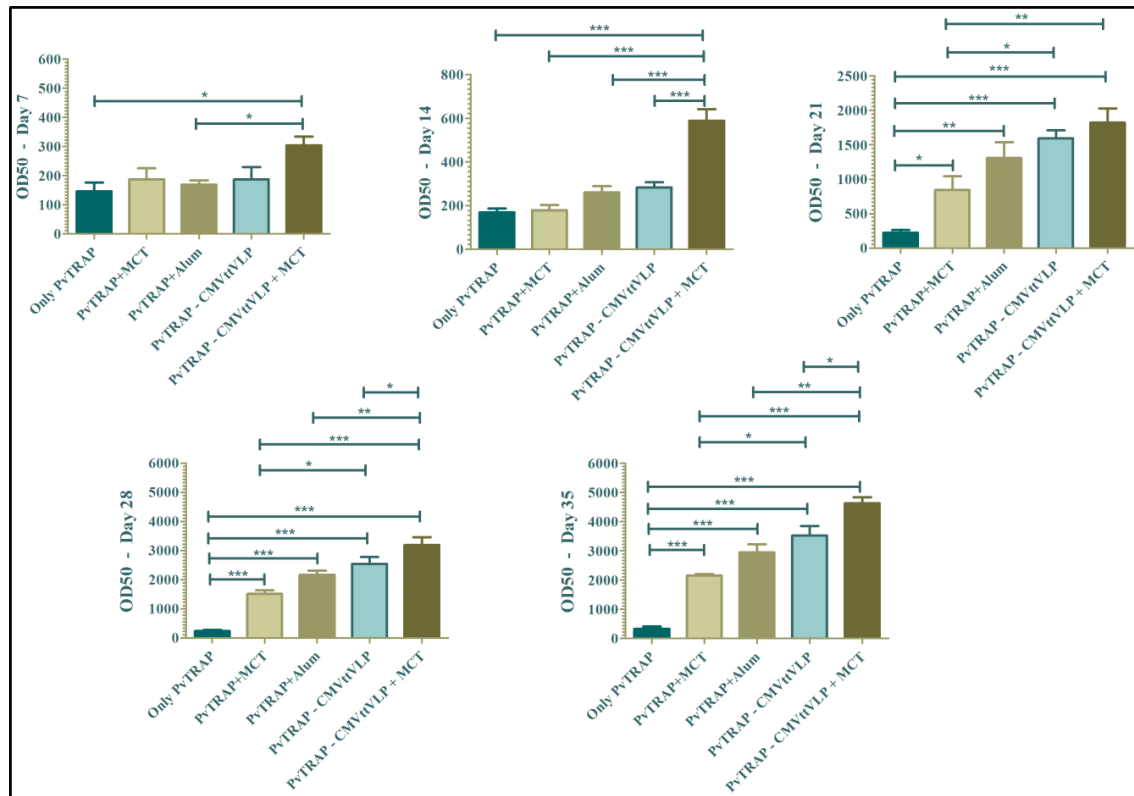 ***
***
***
***
OD50 - Day 14
800
600
400
200
0
Only PvTRAP
PvTRAP+MCT
PvTRAP+Alum
PvTRAP - CMVttVLP
PvTRAP - CMVttVLP + MCT
*
*
OD50 - Day 7
600
500
400
300
200
100
0
Only PvTRAP
PvTRAP+MCT
PvTRAP+Alum
PvTRAP - CMVttVLP
PvTRAP - CMVttVLP + MCT
**
*
***
***
**
*
OD50 - Day 21
2500
2000
1500
1000
500
0
Only PvTRAP
PvTRAP+MCT
PvTRAP+Alum
PvTRAP - CMVttVLP
PvTRAP - CMVttVLP + MCT
*
**
***
*
***
***
***
***
OD50 - Day 28
6000
5000
4000
3000
2000
1000
0
Only PvTRAP
PvTRAP+MCT
PvTRAP+Alum
PvTRAP - CMVttVLP
PvTRAP - CMVttVLP + MCT
*
**
***
*
***
***
***
***
OD50 - Day 35
6000
5000
4000
3000
2000
1000
0
Only PvTRAP
PvTRAP+MCT
PvTRAP+Alum
PvTRAP - CMVttVLP
PvTRAP - CMVttVLP + MCT